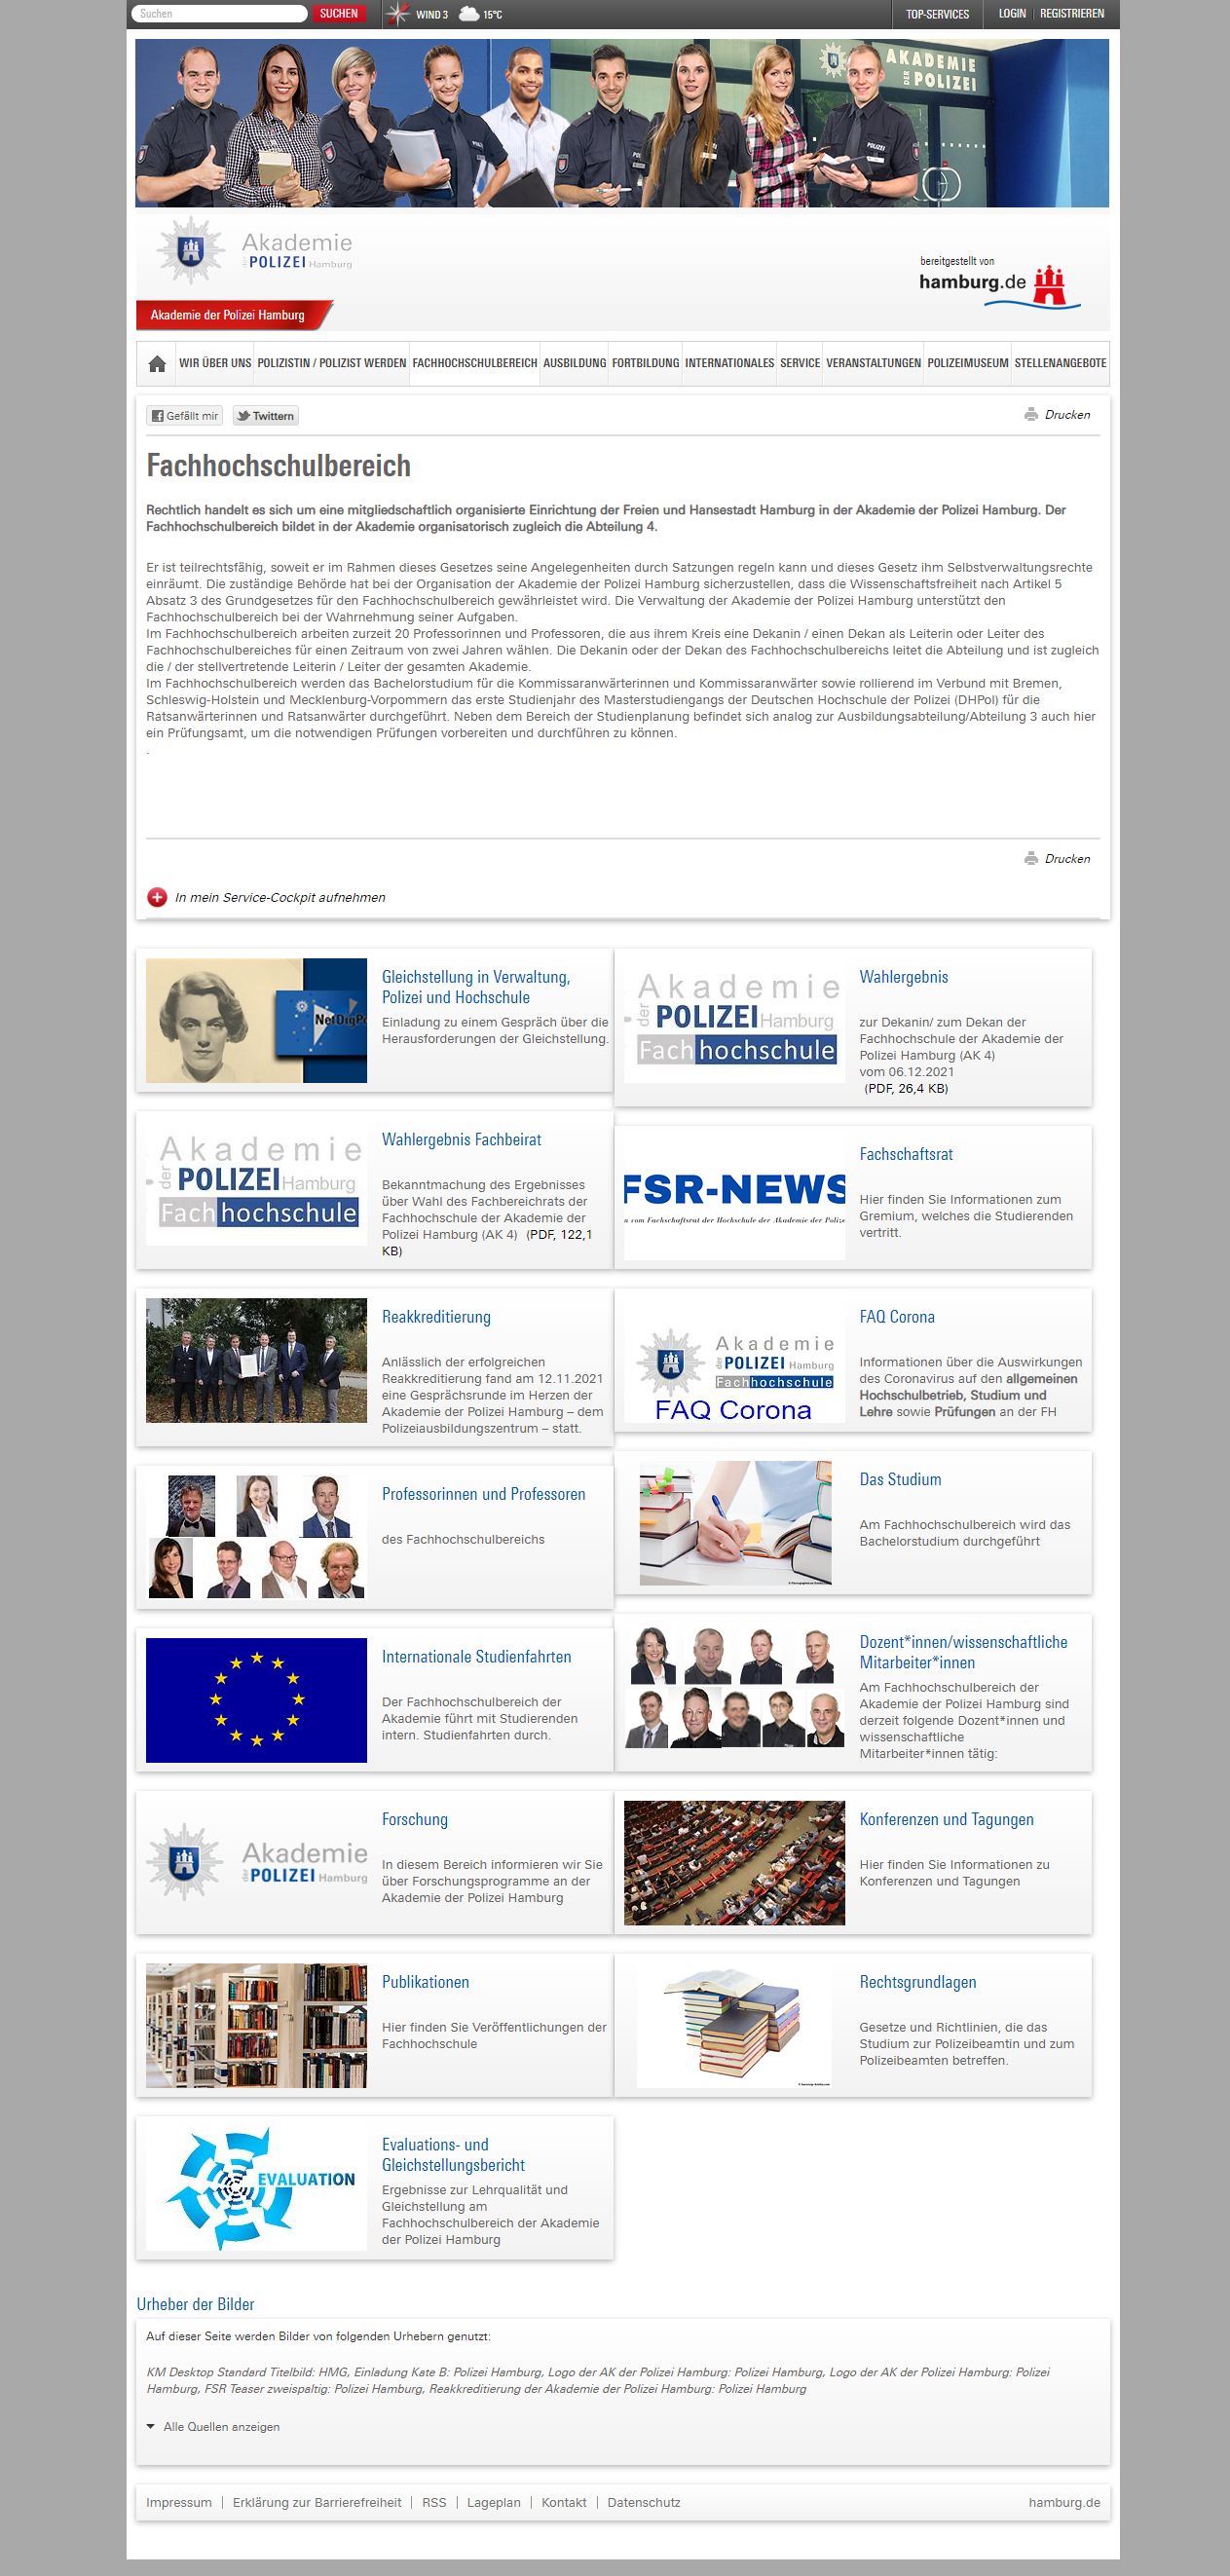 Suchen
SUCHEN
WIND 3
15°C
TOP-SERVICES
LOGIN
REGISTRIEREN
AKADEMIE
DER POLIZEI
Akademie
der POLIZEI Hamburg
bereitgestellt von
hamburg.de
Akademie der Polizei Hamburg
WIR ÜBER UNS
POLIZISTIN / POLIZIST WERDEN
FACHHOCHSCHULBEREICH
AUSBILDUNG
FORTBILDUNG
INTERNATIONALES
SERVICE
VERANSTALTUNGEN
POLIZEIMUSEUM
STELLENANGEBOTE
Gefällt mir
Twittern
Drucken
Fachhochschulbereich
Rechtlich handelt es sich um eine mitgliedschaftlich organisierte Einrichtung der Freien und Hansestadt Hamburg in der Akademie der Polizei Hamburg. Der
Fachhochschulbereich bildet in der Akademie organisatorisch zugleich die Abteilung 4.
Er ist teilrechtsfähig, soweit er im Rahmen dieses Gesetzes seine Angelegenheiten durch Satzungen regeln kann und dieses Gesetz ihm Selbstverwaltungsrechte
einräumt. Die zuständige Behörde hat bei der Organisation der Akademie der Polizei Hamburg sicherzustellen, dass die Wissenschaftsfreiheit nach Artikel 5
Absatz 3 des Grundgesetzes für den Fachhochschulbereich gewährleistet wird. Die Verwaltung der Akademie der Polizei Hamburg unterstützt den
Fachhochschulbereich bei der Wahrnehmung seiner Aufgaben.
Im Fachhochschulbereich arbeiten zurzeit 20 Professorinnen und Professoren, die aus ihrem Kreis eine Dekanin / einen Dekan als Leiterin oder Leiter des
Fachhochschulbereiches für einen Zeitraum von zwei Jahren wählen. Die Dekanin oder der Dekan des Fachhochschulbereichs leitet die Abteilung und ist zugleich
die / der stellvertretende Leiterin / Leiter der gesamten Akademie.
Im Fachhochschulbereich werden das Bachelorstudium für die Kommissaranwärterinnen und Kommissaranwärter sowie rollierend im Verbund mit Bremen,
Schleswig-Holstein und Mecklenburg-Vorpommern das erste Studienjahr des Masterstudiengangs der Deutschen Hochschule der Polizei (DHPol) für die
Ratsanwärterinnen und Ratsanwärter durchgeführt. Neben dem Bereich der Studienplanung befindet sich analog zur Ausbildungsabteilung/Abteilung 3 auch hier
ein Prüfungsamt, um die notwendigen Prüfungen vorbereiten und durchführen zu können.
.
Drucken
In mein Service-Cockpit aufnehmen
NetDigPo
Gleichstellung in Verwaltung,
Polizei und Hochschule
Einladung zu einem Gespräch über die
Herausforderungen der Gleichstellung.
Akademie
der POLIZEI Hamburg
Fachhochschule
Wahlergebnis
zur Dekanin/ zum Dekan der
Fachhochschule der Akademie der
Polizei Hamburg (AK 4)
vom 06.12.2021
(PDF, 26,4 KB)
Akademie
der POLIZEI Hamburg
Fachhochschule
Wahlergebnis Fachbeirat
Bekanntmachung des Ergebnisses
über Wahl des Fachbereichrats der
Fachhochschule der Akademie der
Polizei Hamburg (AK 4) (PDF, 122,1
KB)
FSR-NEWS
n vom Fachschaftsrat der Hochschule der Akademie der Polize
Fachschaftsrat
Hier finden Sie Informationen zum
Gremium, welches die Studierenden
vertritt.
Reakkreditierung
Anlässlich der erfolgreichen
Reakkreditierung fand am 12.11.2021
eine Gesprächsrunde im Herzen der
Akademie der Polizei Hamburg – dem
Polizeiausbildungszentrum – statt.
Akademie
der POLIZEI Hamburg
Fachhochschule
FAQ Corona
FAQ Corona
Informationen über die Auswirkungen
des Coronavirus auf den allgemeinen
Hochschulbetrieb, Studium und
Lehre sowie Prüfungen an der FH
Professorinnen und Professoren
des Fachhochschulbereichs
Das Studium
Am Fachhochschulbereich wird das
Bachelorstudium durchgeführt
Internationale Studienfahrten
Der Fachhochschulbereich der
Akademie führt mit Studierenden
intern. Studienfahrten durch.
Dozent*innen/wissenschaftliche
Mitarbeiter*innen
Am Fachhochschulbereich der
Akademie der Polizei Hamburg sind
derzeit folgende Dozent*innen und
wissenschaftliche
Mitarbeiter*innen tätig:
Akademie
der POLIZEI Hamburg
Forschung
In diesem Bereich informieren wir Sie
über Forschungsprogramme an der
Akademie der Polizei Hamburg
Konferenzen und Tagungen
Hier finden Sie Informationen zu
Konferenzen und Tagungen
Publikationen
Hier finden Sie Veröffentlichungen der
Fachhochschule
Rechtsgrundlagen
Gesetze und Richtlinien, die das
Studium zur Polizeibeamtin und zum
Polizeibeamten betreffen.
EVALUATION
Evaluations- und
Gleichstellungsbericht
Ergebnisse zur Lehrqualität und
Gleichstellung am
Fachhochschulbereich der Akademie
der Polizei Hamburg
Urheber der Bilder
Auf dieser Seite werden Bilder von folgenden Urhebern genutzt:
KM Desktop Standard Titelbild: HMG, Einladung Kate B: Polizei Hamburg, Logo der AK der Polizei Hamburg: Polizei Hamburg, Logo der AK der Polizei Hamburg: Polizei
Hamburg, FSR Teaser zweispaltig: Polizei Hamburg, Reakkreditierung der Akademie der Polizei Hamburg: Polizei Hamburg
Alle Quellen anzeigen
Impressum
Erklärung zur Barrierefreiheit
RSS
Lageplan
Kontakt
Datenschutz
hamburg.de